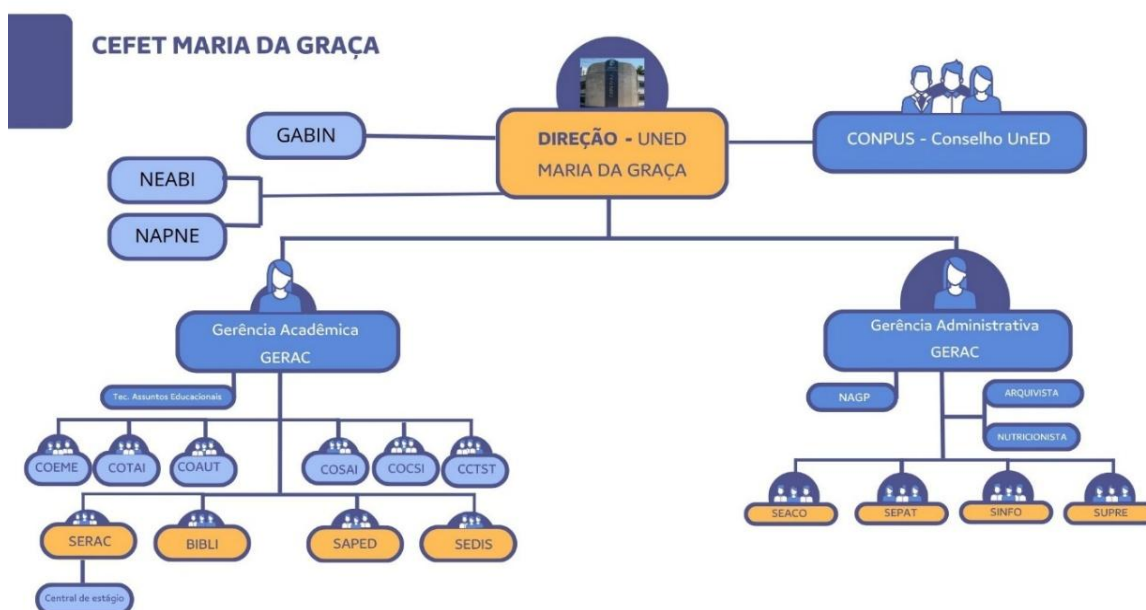 CEFET MARIA DA GRAÇA
GABIN
DIREÇÃO - UNED
MARIA DA GRAÇA
CONPUS - Conselho UnED
NEABI
NAPNE
Gerência Acadêmica
GERAC
Gerência Administrativa
GERAC
Tec. Assuntos Educacionais
NAGP
ARQUIVISTA
NUTRICIONISTA
COEME
COTAI
COAUT
COSAI
COCSI
CCTST
SEACO
SEPAT
SINFO
SUPRE
SERAC
BIBLI
SAPED
SEDIS
Central de estágio